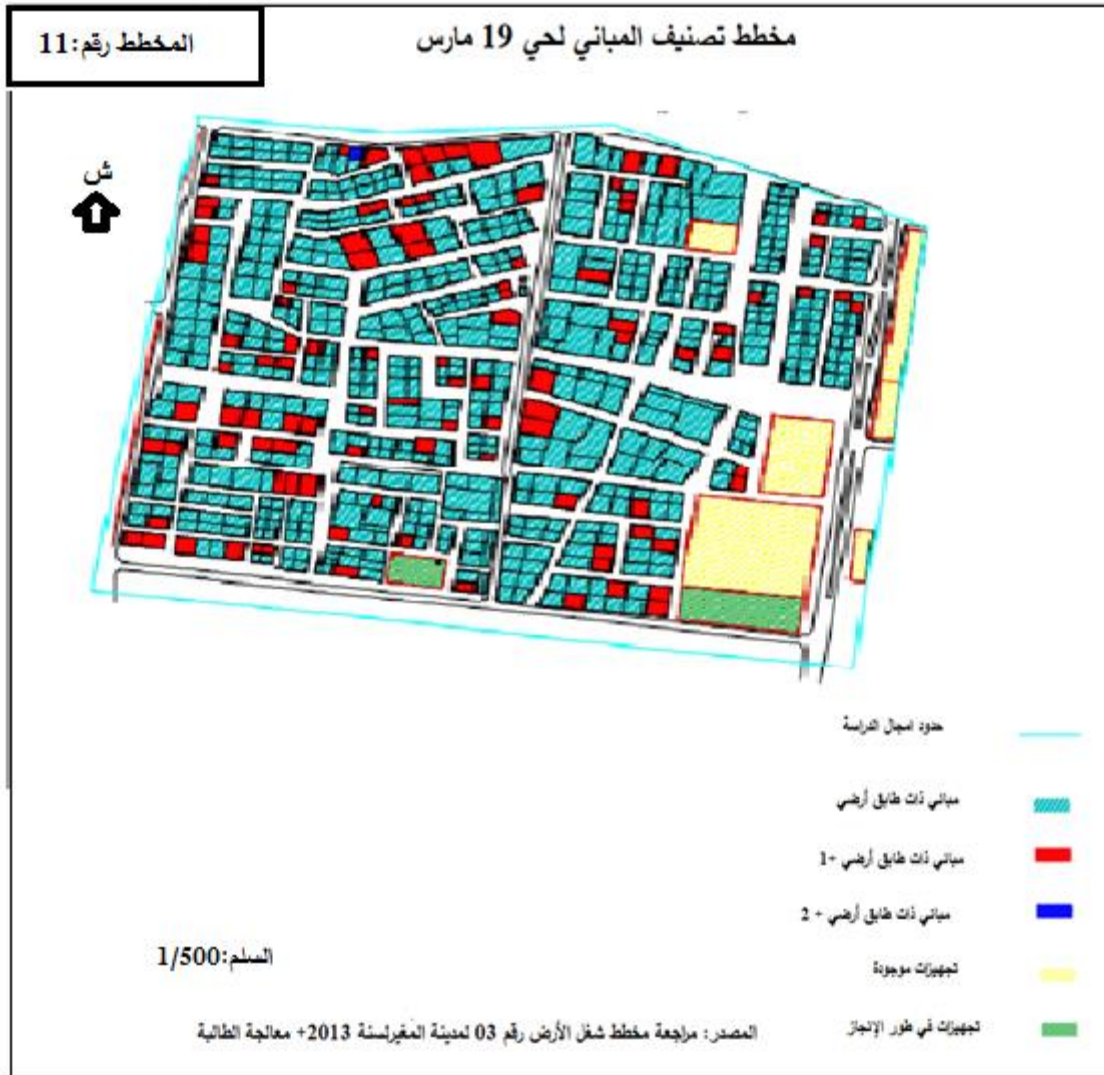 المخطط رقم:11
مخطط تصنيف المباني لحي 19 مارس
ش
حدود امجال الدراسة
مباني ذات طابق أرضي
مباني ذات طابق أرضي +1
مباني ذات طابق أرضي + 2
تجهيزات موجودة
تجهيزات في طور الإنجاز
السلم:1/500
المصدر: مراجعة مخطط شغل الأرض رقم 03 لمدينة المغيرلسنة 2013+ معالجة الطالبة